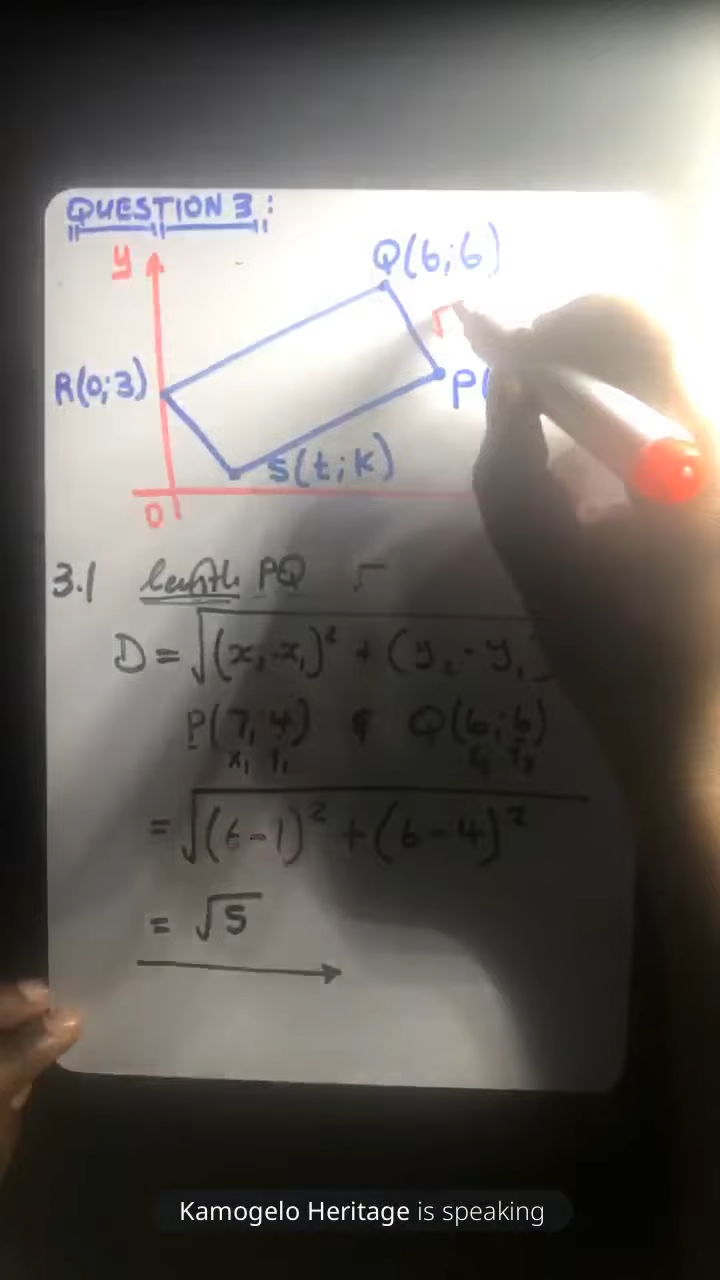 QUESTION 3:
y
Q(6;6)
√
R(0;3)
P(
S(t;k)
0
3.1 length PQ
D = √(x₂-x₁)² + (y₂-y₁)
P(7;4) & Q(6;6)
x₁ y₁ x₂ y₂
= √(6-1)² + (6-4)²
= √5
Kamogelo Heritage is speaking